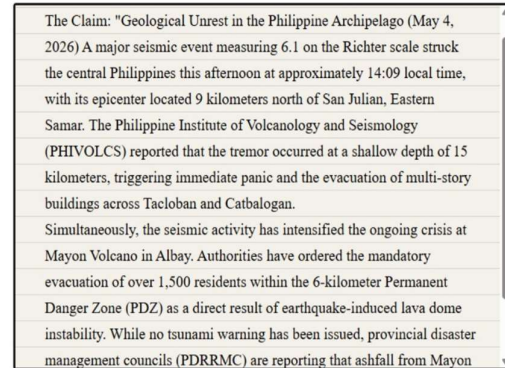 The Claim: "Geological Unrest in the Philippine Archipelago (May 4,
2026) A major seismic event measuring 6.1 on the Richter scale struck
the central Philippines this afternoon at approximately 14:09 local time,
with its epicenter located 9 kilometers north of San Julian, Eastern
Samar. The Philippine Institute of Volcanology and Seismology
(PHIVOLCS) reported that the tremor occurred at a shallow depth of 15
kilometers, triggering immediate panic and the evacuation of multi-story
buildings across Tacloban and Catbalogan.
Simultaneously, the seismic activity has intensified the ongoing crisis at
Mayon Volcano in Albay. Authorities have ordered the mandatory
evacuation of over 1,500 residents within the 6-kilometer Permanent
Danger Zone (PDZ) as a direct result of earthquake-induced lava dome
instability. While no tsunami warning has been issued, provincial disaster
management councils (PDRRMC) are reporting that ashfall from Mayon